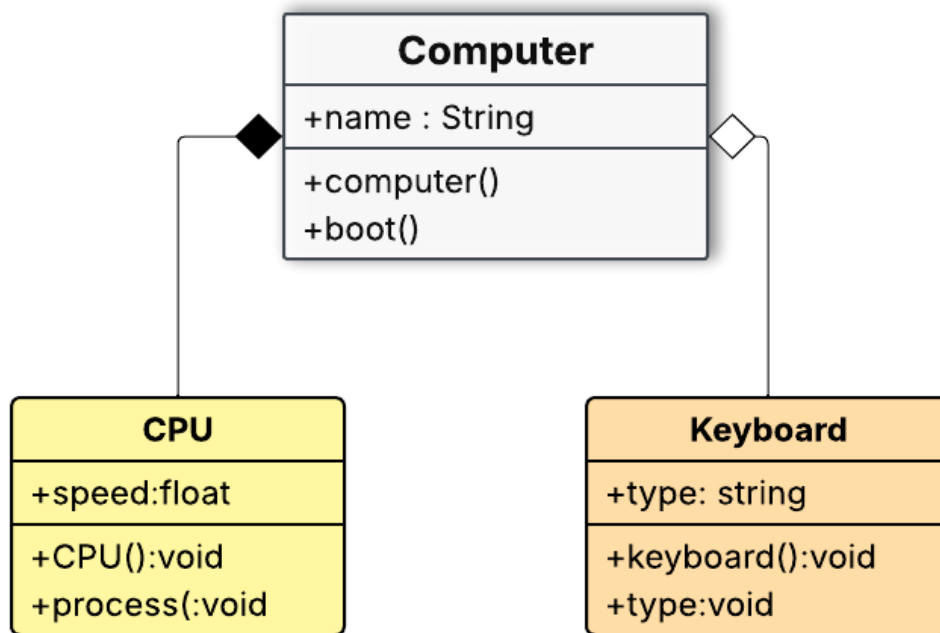 Computer
+name : String
+computer()
+boot()
CPU
+speed:float
+CPU():void
+process(:void
Keyboard
+type: string
+keyboard():void
+type:void